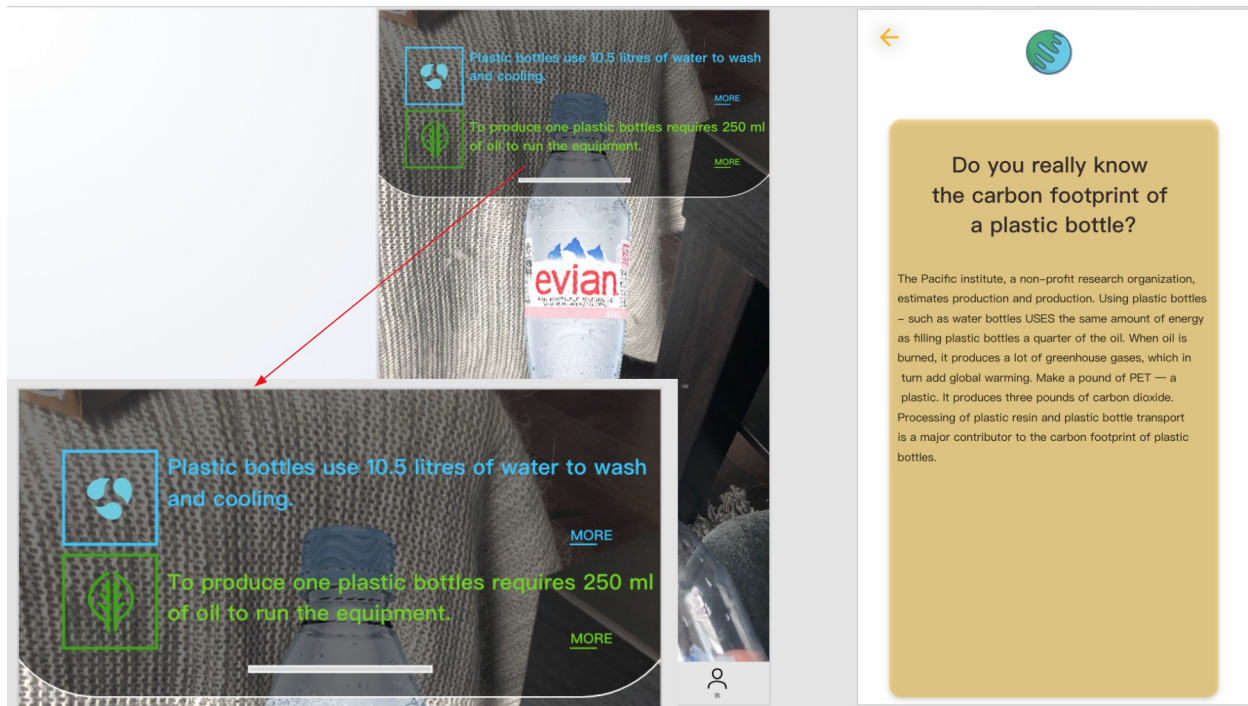 Plastic bottles use 10.5 litres of water to wash
and cooling.
MORE
To produce one plastic bottles requires 250 ml
of oil to run the equipment.
MORE
evian
Plastic bottles use 10.5 litres of water to wash
and cooling.
MORE
To produce one plastic bottles requires 250 ml
of oil to run the equipment.
MORE
Do you really know
the carbon footprint of
a plastic bottle?
The Pacific institute, a non–profit research organization,
estimates production and production. Using plastic bottles
– such as water bottles USES the same amount of energy
as filling plastic bottles a quarter of the oil. When oil is
burned, it produces a lot of greenhouse gases, which in
turn add global warming. Make a pound of PET — a
plastic. It produces three pounds of carbon dioxide.
Processing of plastic resin and plastic bottle transport
is a major contributor to the carbon footprint of plastic
bottles.